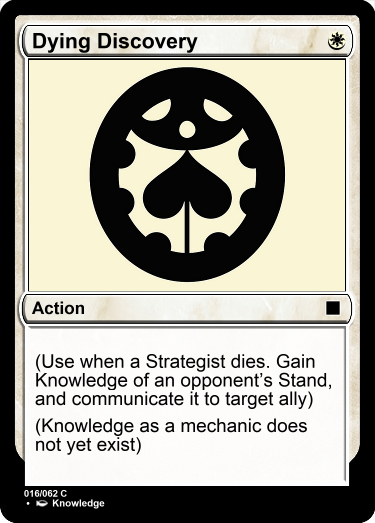 Dying Discovery
Action
(Use when a Strategist dies. Gain
Knowledge of an opponent's Stand,
and communicate it to target ally)
(Knowledge as a mechanic does
not yet exist)
016/062 C
• Knowledge